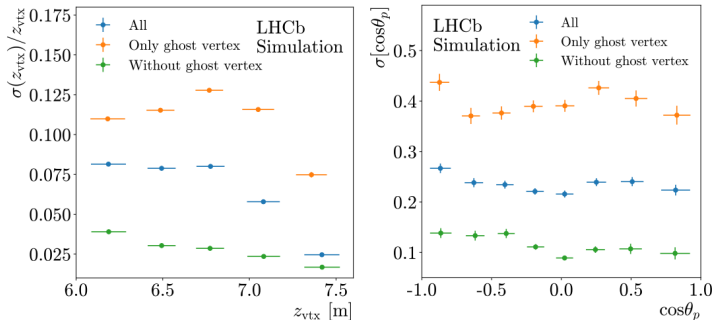 LHCb
Simulation
All
Only ghost vertex
Without ghost vertex
σ(z_vtx)/z_vtx
0.150
0.125
0.100
0.075
0.050
0.025
6.0 6.5 7.0 7.5
z_vtx [m]
LHCb
Simulation
All
Only ghost vertex
Without ghost vertex
σ[cosθ_p]
0.5
0.4
0.3
0.2
0.1
-1.0 -0.5 0.0 0.5 1.0
cosθ_p